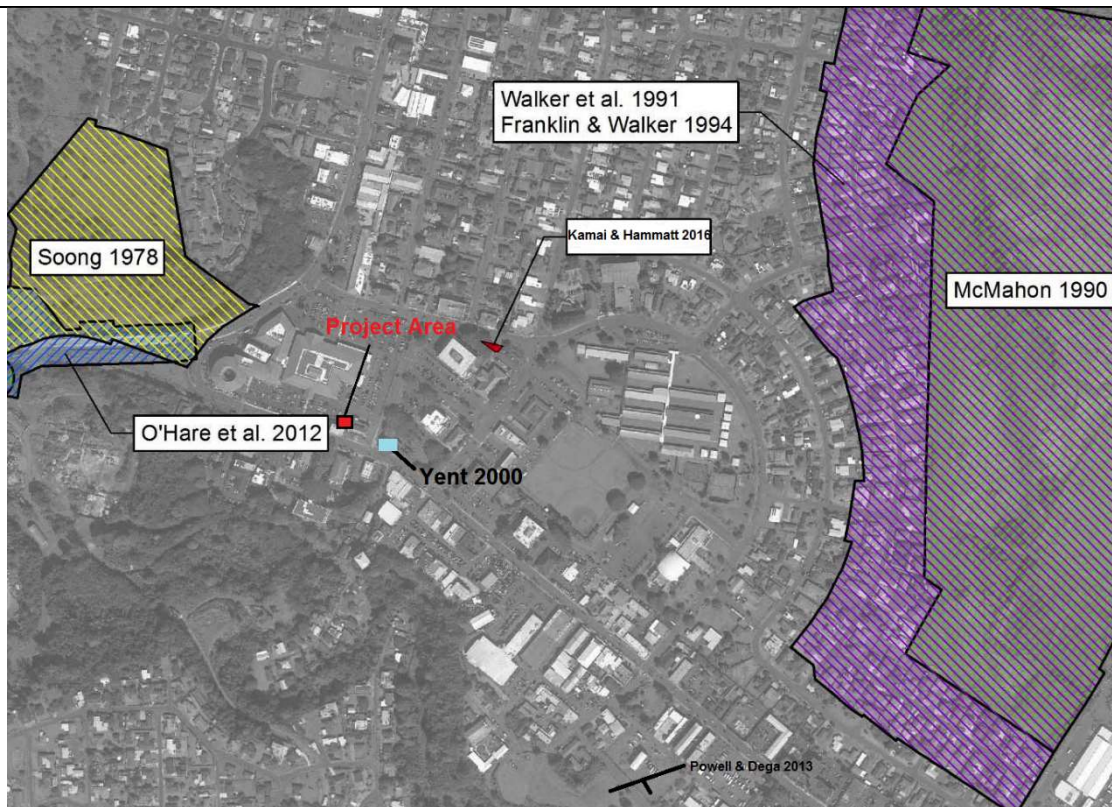 Walker et al. 1991
Franklin & Walker 1994
Kamai & Hammatt 2016
Soong 1978
McMahon 1990
Project Area
O'Hare et al. 2012
Yent 2000
Powell & Dega 2013